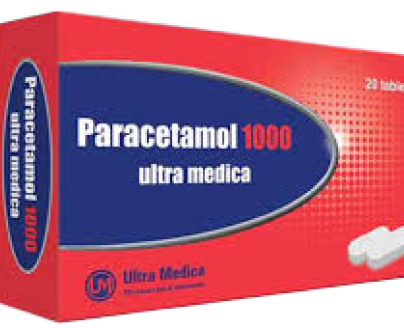 Paracetamol 1000
ultra medica
20 table
Paracetamol 1000
ultra medica
Ultra Medica